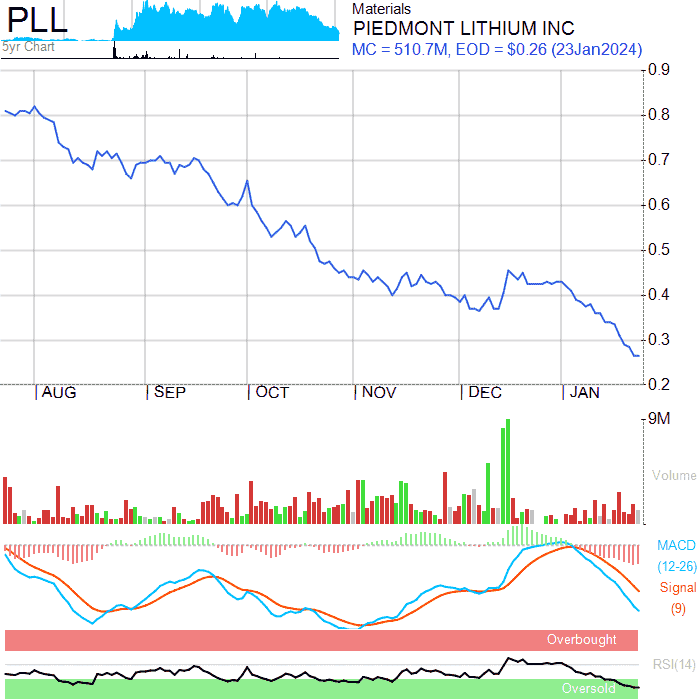 PLL
5yr Chart
Materials
PIEDMONT LITHIUM INC
MC = 510.7M, EOD = $0.26 (23Jan2024)
0.9
0.8
0.7
0.6
0.5
0.4
0.3
0.2
AUG SEP OCT NOV DEC JAN
9M
Volume
MACD
(12-26)
Signal
(9)
Overbought
RSI(14)
Oversold